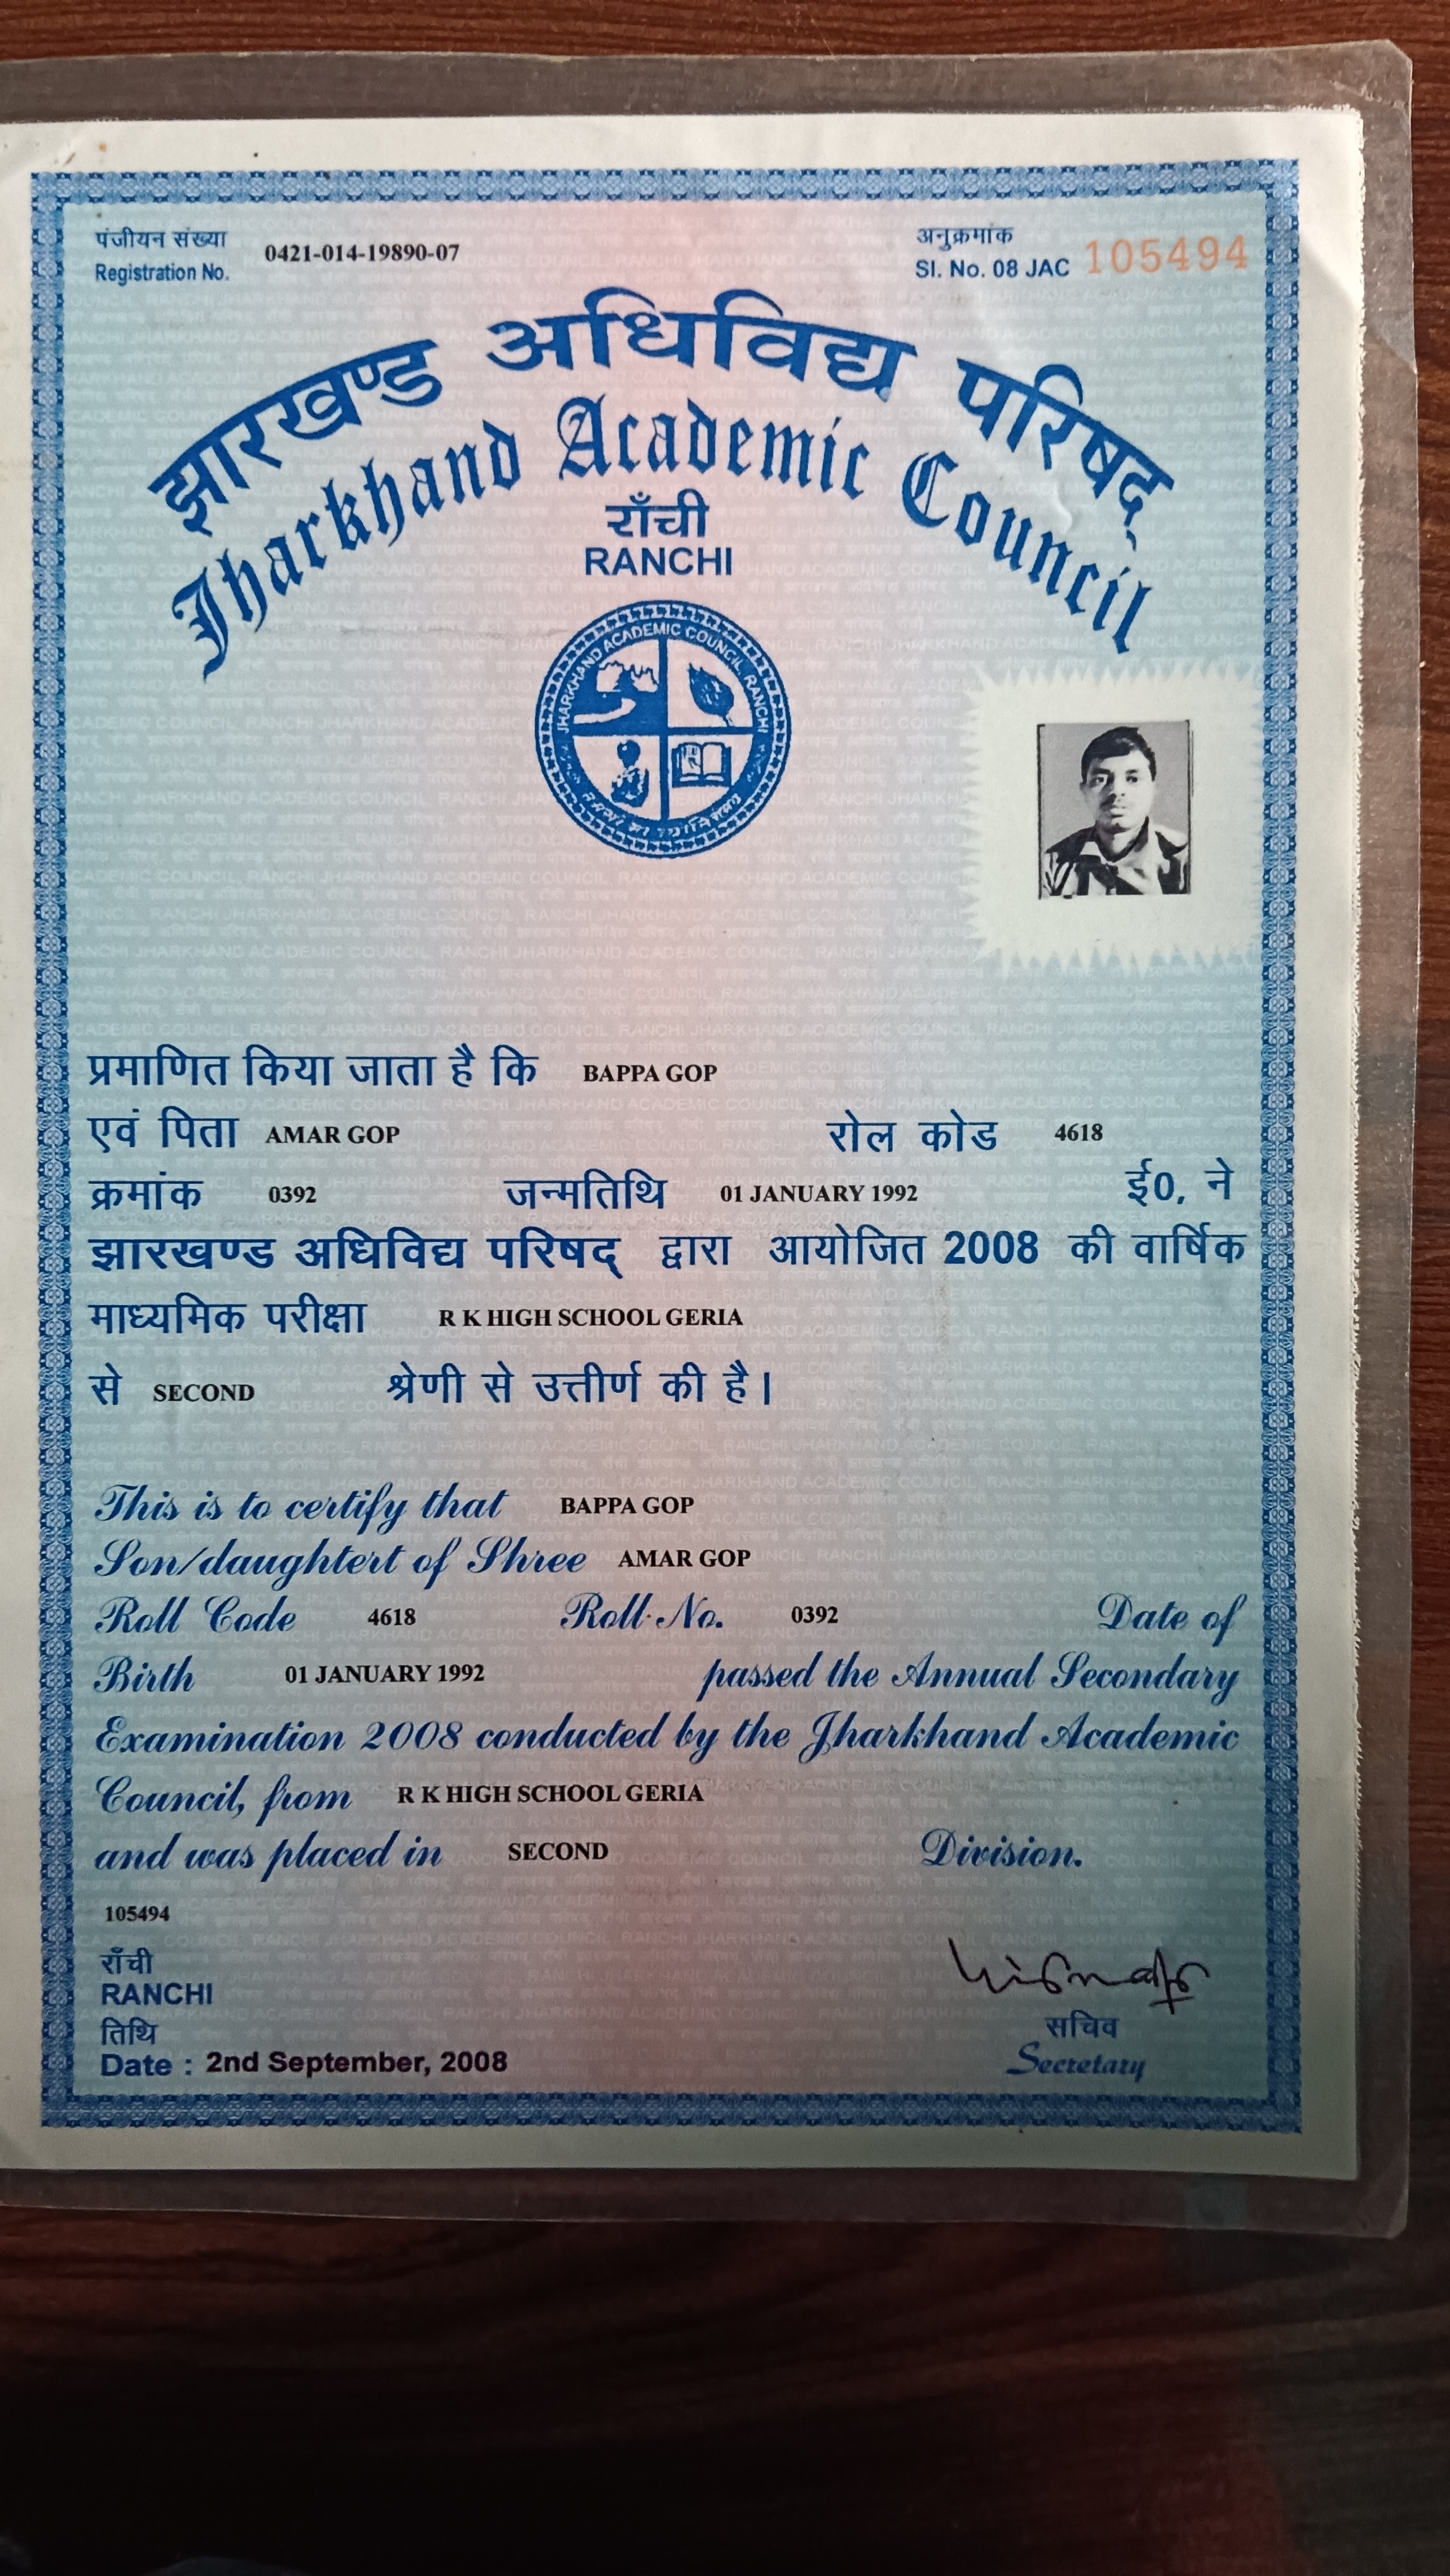 पंजीयन संख्या
Registration No. 0421-014-19890-07
अनुक्रमांक
Sl. No. 08 JAC 105494
झारखण्ड अधिविद्य परिषद्
Jharkhand Academic Council
राँची
RANCHI
JHARKHAND ACADEMIC COUNCIL, RANCHI
प्रमाणित किया जाता है कि BAPPA GOP
एवं पिता AMAR GOP रोल कोड 4618
क्रमांक 0392 जन्मतिथि 01 JANUARY 1992 ई0, ने
झारखण्ड अधिविद्य परिषद् द्वारा आयोजित 2008 की वार्षिक
माध्यमिक परीक्षा R K HIGH SCHOOL GERIA
से SECOND श्रेणी से उत्तीर्ण की है।
This is to certify that BAPPA GOP
Son/daughtert of Shree AMAR GOP
Roll Code 4618 Roll No. 0392 Date of
Birth 01 JANUARY 1992 passed the Annual Secondary
Examination 2008 conducted by the Jharkhand Academic
Council, from R K HIGH SCHOOL GERIA
and was placed in SECOND Division.
105494
राँची
RANCHI
तिथि
Date : 2nd September, 2008
सचिव
Secretary